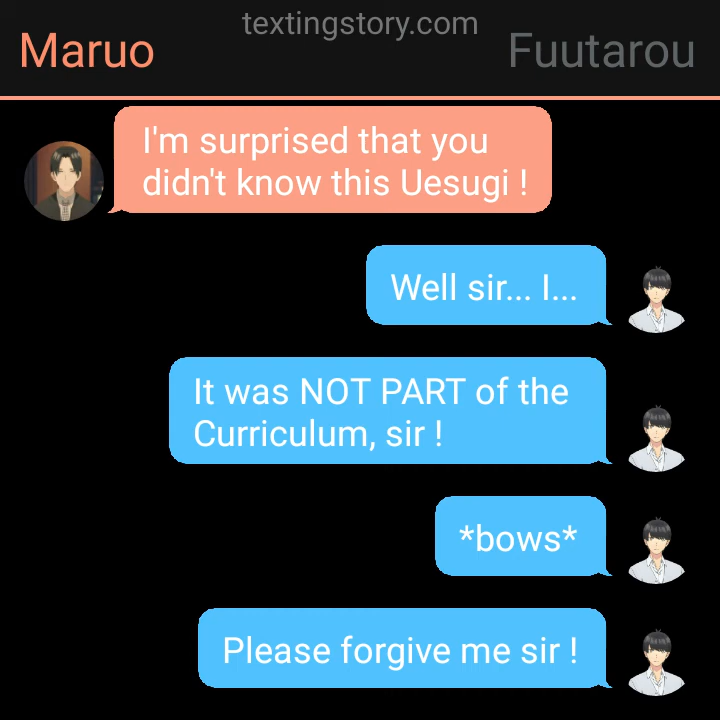 textingstory.com
Maruo
Fuutarou
I'm surprised that you
didn't know this Uesugi !
Well sir... I...
It was NOT PART of the
Curriculum, sir !
*bows*
Please forgive me sir !